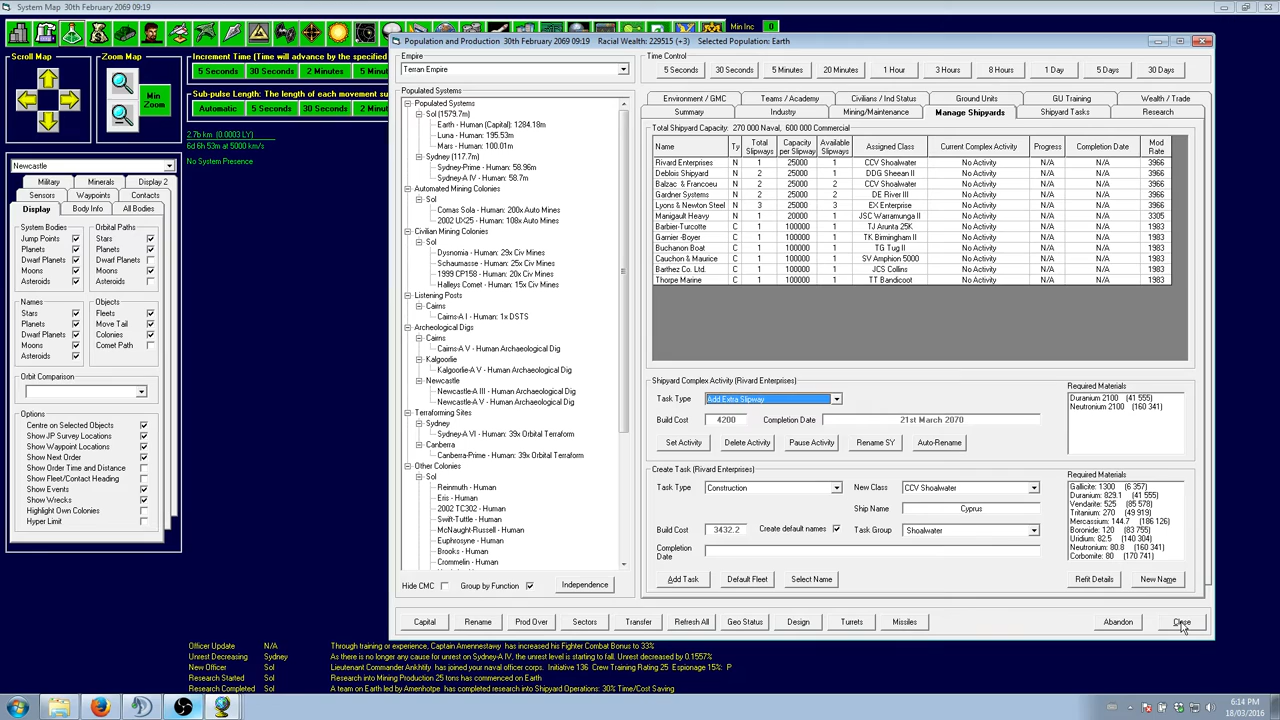 System Map 30th February 2069 09:19
Min Inc 0
Scroll Map
Zoom Map
Min Zoom
Increment Time (Time will advance by the specified
5 Seconds 30 Seconds 2 Minutes 5 Minut
Sub-pulse Length: The length of each movement su
Automatic 5 Seconds 30 Seconds 2 Minut
2.7b km (0.0003 LY)
6d 6h 53m at 5000 km/s
No System Presence
Newcastle
Military Minerals Display 2
Sensors Waypoints Contacts
Display Body Info All Bodies
System Bodies Orbital Paths
Jump Points Stars
Planets Planets
Dwarf Planets Dwarf Planets
Moons Moons
Asteroids Asteroids
Names Objects
Stars Fleets
Planets Move Tail
Dwarf Planets Colonies
Moons Comet Path
Asteroids
Orbit Comparison
Options
Centre on Selected Objects
Show JP Survey Locations
Show Waypoint Locations
Show Next Order
Show Order Time and Distance
Show Fleet/Contact Heading
Show Events
Show Wrecks
Highlight Own Colonies
Hyper Limit
Population and Production 30th February 2069 09:19 Racial Wealth: 229515 (+3) Selected Population: Earth
Empire
Terran Empire
Populated Systems
Populated Systems
Sol (1579.7m)
Earth - Human (Capital): 1284.18m
Luna - Human: 195.53m
Mars - Human: 100.01m
Sydney (117.7m)
Sydney-Prime - Human: 58.96m
Sydney-A IV - Human: 58.7m
Automated Mining Colonies
Sol
Comas Sola - Human: 200x Auto Mines
2002 UX25 - Human: 108x Auto Mines
Civilian Mining Colonies
Sol
Dysnomia - Human: 29x Civ Mines
Schaumasse - Human: 25x Civ Mines
1999 CP158 - Human: 20x Civ Mines
Halleys Comet - Human: 15x Civ Mines
Listening Posts
Cairns
Cairns-A I - Human: 1x DSTS
Archeological Digs
Cairns
Cairns-A V - Human Archaeological Dig
Kalgoorlie
Kalgoorlie-A V - Human Archaeological Dig
Newcastle
Newcastle-A III - Human Archaeological Dig
Newcastle-A V - Human Archaeological Dig
Terraforming Sites
Sydney
Sydney-A VI - Human: 39x Orbital Terraform
Canberra
Canberra-Prime - Human: 39x Orbital Terraform
Other Colonies
Sol
Reinmuth - Human
Eris - Human
2002 TC302 - Human
Swift-Tuttle - Human
McNaught-Russell - Human
Euphrosyne - Human
Brooks - Human
Crommelin - Human
Hide CMC Group by Function Independence
Time Control
5 Seconds 30 Seconds 5 Minutes 20 Minutes 1 Hour 3 Hours 8 Hours 1 Day 5 Days 30 Days
Environment / GMC Teams / Academy Civilians / Ind Status Ground Units GU Training Wealth / Trade
Summary Industry Mining/Maintenance Manage Shipyards Shipyard Tasks Research
Total Shipyard Capacity: 270 000 Naval, 600 000 Commercial
Name Ty Total Slipways Capacity per Slipway Available Slipways Assigned Class Current Complex Activity Progress Completion Date Mod Rate
Rivard Enterprises N 1 25000 1 CCV Shoalwater No Activity N/A N/A 3966
Deblois Shipyard N 2 25000 1 DDG Sheean II No Activity N/A N/A 3966
Balzac & Francoeu N 2 25000 2 CCV Shoalwater No Activity N/A N/A 3966
Gardner Systems N 2 25000 2 DE River III No Activity N/A N/A 3966
Lyons & Newton Steel N 3 25000 3 EX Enterprise No Activity N/A N/A 3966
Manigault Heavy N 1 20000 1 JSC Warramunga II No Activity N/A N/A 3305
Barbier-Turcotte C 1 100000 1 TJ Arunta 25K No Activity N/A N/A 1983
Garnier -Boyer C 1 100000 1 TK Birmingham II No Activity N/A N/A 1983
Buchanon Boat C 1 100000 1 TG Tug II No Activity N/A N/A 1983
Cauchon & Maurice C 1 100000 1 SV Amphion 5000 No Activity N/A N/A 1983
Barthez Co. Ltd. C 1 100000 1 JCS Collins No Activity N/A N/A 1983
Thorpe Marine C 1 100000 1 TT Bandicoot No Activity N/A N/A 1983
Shipyard Complex Activity (Rivard Enterprises)
Task Type Add Extra Slipway
Build Cost 4200 Completion Date 21st March 2070
Set Activity Delete Activity Pause Activity Rename SY Auto-Rename
Required Materials
Duranium 2100 (41 555)
Neutronium 2100 (160 341)
Create Task (Rivard Enterprises)
Task Type Construction New Class CCV Shoalwater
Ship Name Cyprus
Build Cost 3432.2 Create default names Task Group Shoalwater
Completion Date
Add Task Default Fleet Select Name Refit Details New Name
Required Materials
Gallicite: 1300 (6 357)
Duranium: 829.1 (41 555)
Vendarite: 525 (85 578)
Tritanium: 270 (49 919)
Mercassium: 144.7 (186 126)
Boronide: 120 (83 755)
Uridium: 82.5 (140 304)
Neutronium: 80.8 (160 341)
Corbomite: 80 (170 741)
Capital Rename Prod Over Sectors Transfer Refresh All Geo Status Design Turrets Missiles Abandon Close
Officer Update N/A Through training or experience, Captain Amennestawy has increased his Fighter Combat Bonus to 33%
Unrest Decreasing Sydney As there is no longer any cause for unrest on Sydney-A IV, the unrest level is starting to fall. Unrest decreased by 0.1557%
New Officer Sol Lieutenant Commander Ankhtity has joined your naval officer corps. Initiative 136 Crew Training Rating 25 Espionage 15%: P
Research Started Sol Research into Mining Production 25 tons has commenced on Earth
Research Completed Sol A team on Earth led by Amenhotpe has completed research into Shipyard Operations: 30% Time/Cost Saving
6:14 PM
18/03/2016